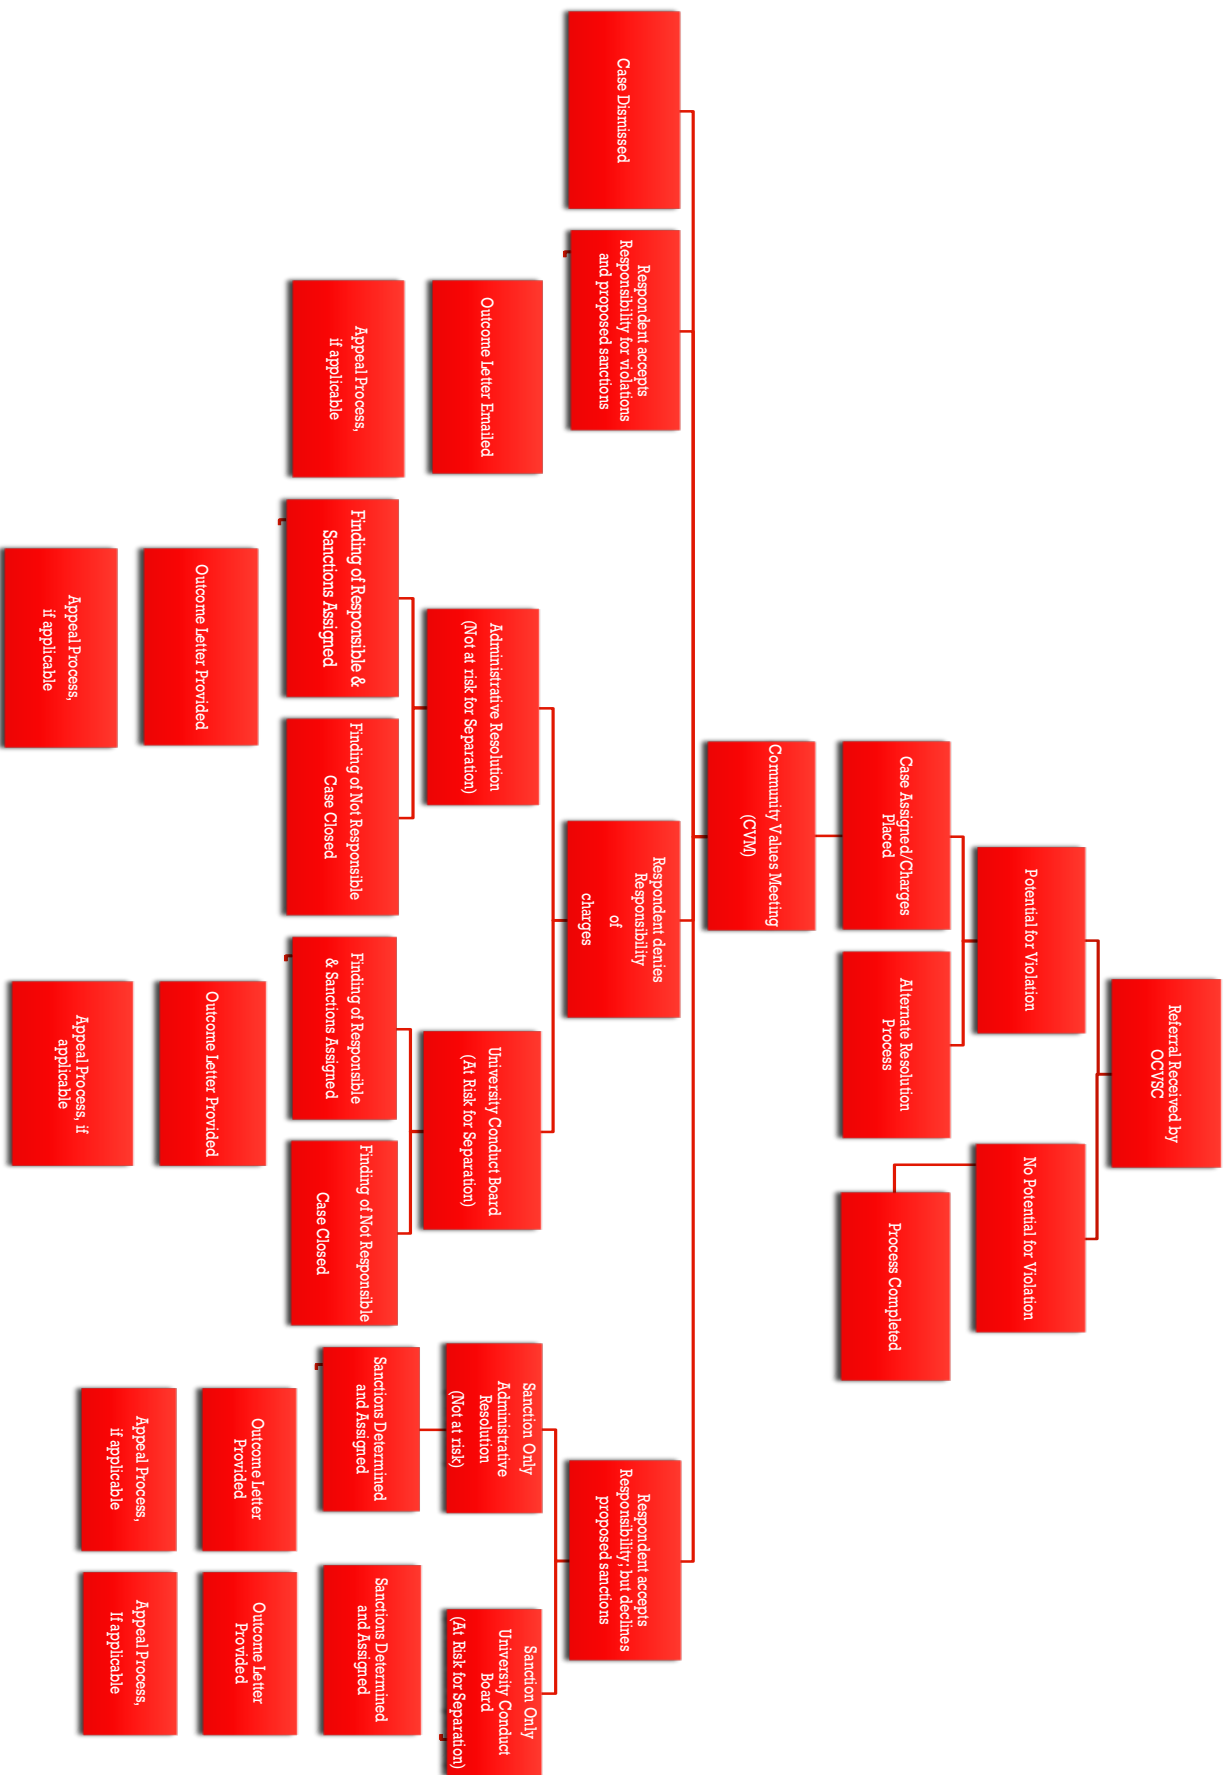 Referral Received by
OCVSC
Potential for Violation
No Potential for Violation
Case Assigned/Charges
Placed
Alternate Resolution
Process
Process Completed
Community Values Meeting
(CVM)
Case Dismissed
Respondent accepts
Responsibility for violations
and proposed sanctions
Respondent denies
Responsibility
of
charges
Respondent accepts
Responsibility; but declines
proposed sanctions
Outcome Letter Emailed
Administrative Resolution
(Not at risk for Separation)
University Conduct Board
(At Risk for Separation)
Sanction Only
Administrative
Resolution
(Not at risk)
Sanction Only
University Conduct
Board
(At Risk for Separation)
Appeal Process,
if applicable
Finding of Responsible &
Sanctions Assigned
Finding of Not Responsible
Case Closed
Finding of Responsible
& Sanctions Assigned
Finding of Not Responsible
Case Closed
Sanctions Determined
and Assigned
Sanctions Determined
and Assigned
Outcome Letter Provided
Outcome Letter Provided
Outcome Letter
Provided
Outcome Letter
Provided
Appeal Process,
if applicable
Appeal Process, if
applicable
Appeal Process,
if applicable
Appeal Process,
If applicable